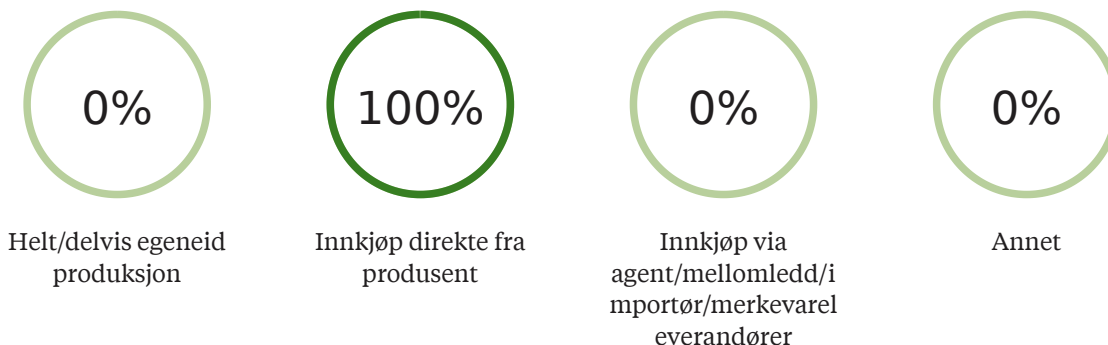 0%
100%
0%
0%
Helt/delvis egeneid
produksjon
Innkjøp direkte fra
produsent
Innkjøp via
agent/mellomledd/i
mportør/merkevarel
everandører
Annet